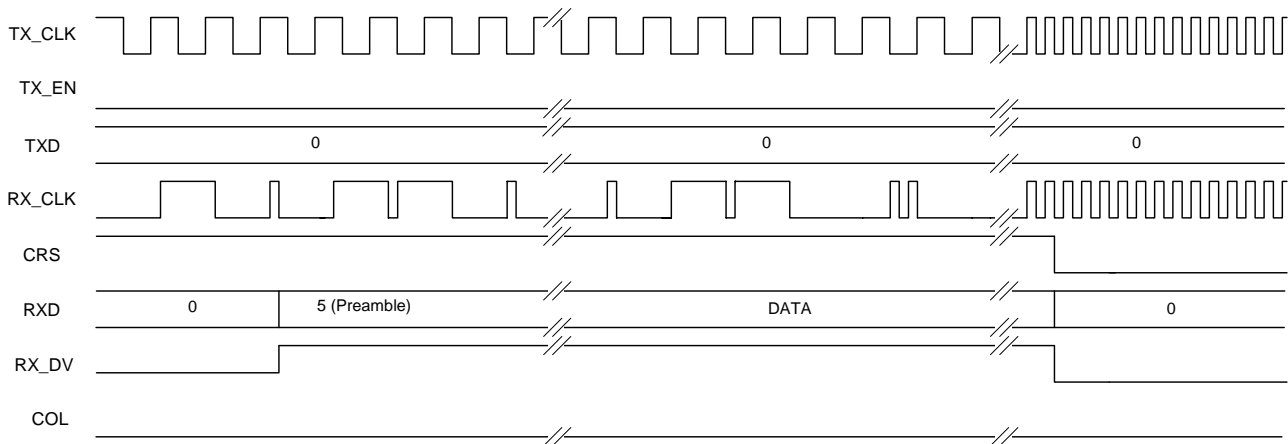 TX_CLK
TX_EN
TXD 0 0 0
RX_CLK
CRS
RXD 0 5 (Preamble) DATA 0
RX_DV
COL